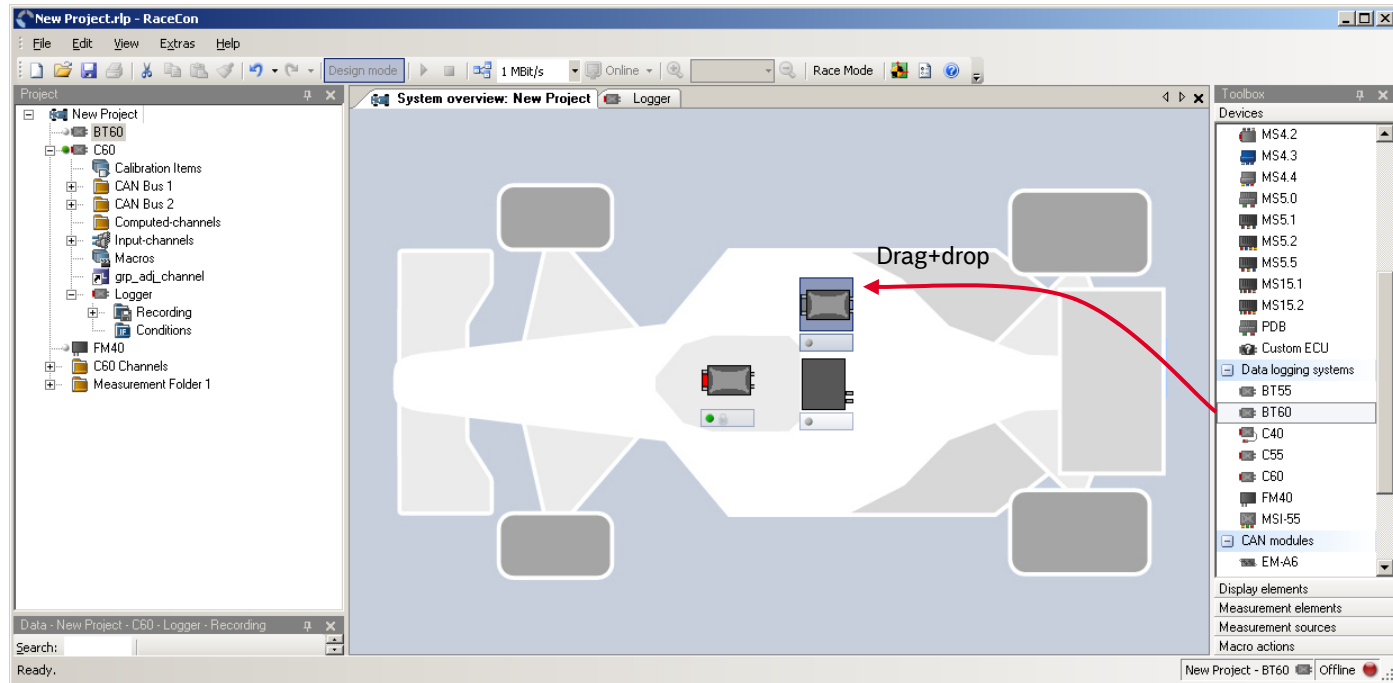 New Project.rlp - RaceCon
File Edit View Extras Help
Design mode 1 MBit/s Online Race Mode
Project
New Project
BT60
C60
Calibration Items
CAN Bus 1
CAN Bus 2
Computed-channels
Input-channels
Macros
grp_adj_channel
Logger
Recording
IF Conditions
FM40
C60 Channels
Measurement Folder 1
Data - New Project - C60 - Logger - Recording
Search:
System overview: New Project Logger
Drag+drop
Toolbox
Devices
MS4.2
MS4.3
MS4.4
MS5.0
MS5.1
MS5.2
MS5.5
MS15.1
MS15.2
PDB
Custom ECU
Data logging systems
BT55
BT60
C40
C55
C60
FM40
MSI-55
CAN modules
EM-A6
Display elements
Measurement elements
Measurement sources
Macro actions
Ready.
New Project - BT60 Offline